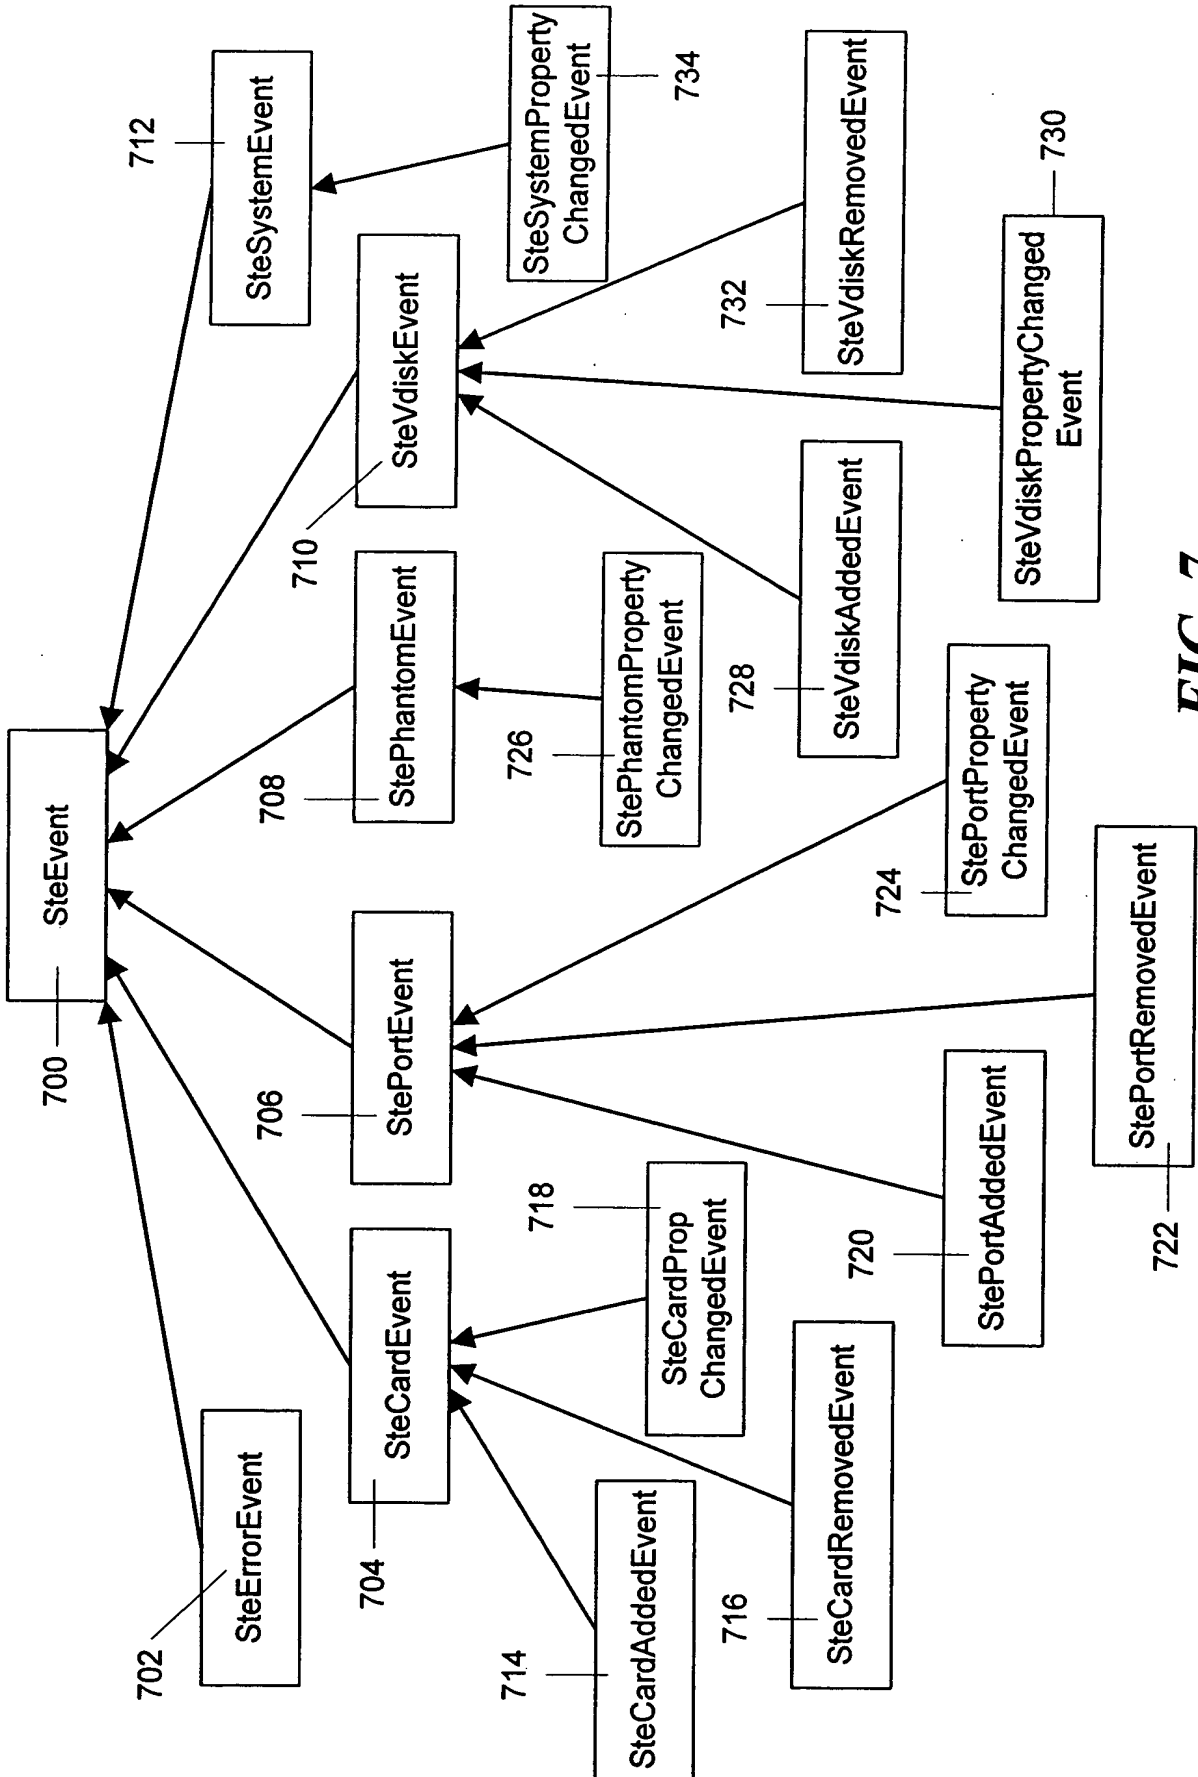 SteEvent
700
SteErrorEvent
702
SteCardEvent
704
StePortEvent
706
StePhantomEvent
708
SteVdiskEvent
710
SteSystemEvent
712
SteCardAddedEvent
714
SteCardRemovedEvent
716
SteCardProp
ChangedEvent
718
StePortAddedEvent
720
StePortRemovedEvent
722
StePortProperty
ChangedEvent
724
StePhantomProperty
ChangedEvent
726
SteVdiskAddedEvent
728
SteVdiskPropertyChanged
Event
730
SteVdiskRemovedEvent
732
SteSystemProperty
ChangedEvent
734
FIG. 7